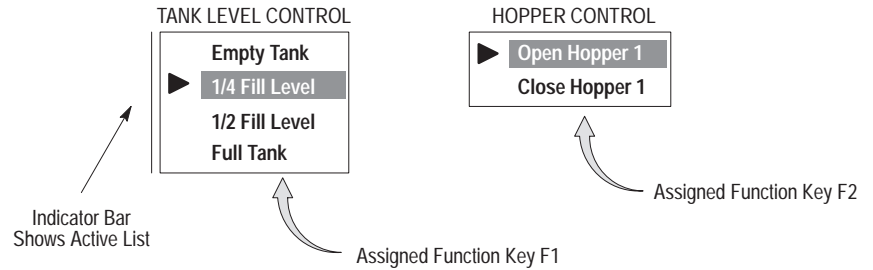 TANK LEVEL CONTROL
Empty Tank
1/4 Fill Level
1/2 Fill Level
Full Tank
HOPPER CONTROL
Open Hopper 1
Close Hopper 1
Indicator Bar
Shows Active List
Assigned Function Key F1
Assigned Function Key F2